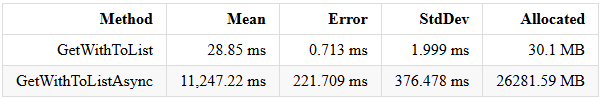 Method Mean Error StdDev Allocated
GetWithToList 28.85 ms 0.713 ms 1.999 ms 30.1 MB
GetWithToListAsync 11,247.22 ms 221.709 ms 376.478 ms 26281.59 MB